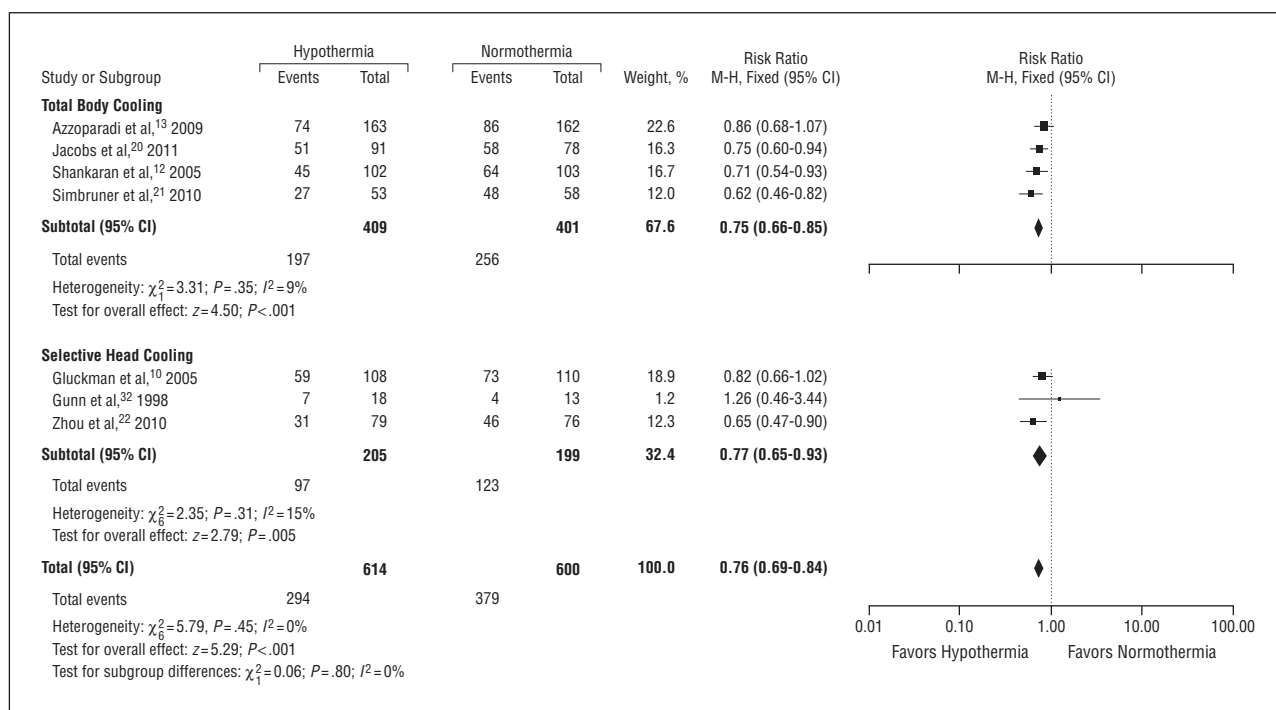 Hypothermia Normothermia Risk Ratio Risk Ratio
Study or Subgroup Events Total Events Total Weight, % M-H, Fixed (95% CI) M-H, Fixed (95% CI)
Total Body Cooling
Azzoparadi et al,13 2009 74 163 86 162 22.6 0.86 (0.68-1.07)
Jacobs et al,20 2011 51 91 58 78 16.3 0.75 (0.60-0.94)
Shankaran et al,12 2005 45 102 64 103 16.7 0.71 (0.54-0.93)
Simbruner et al,21 2010 27 53 48 58 12.0 0.62 (0.46-0.82)
Subtotal (95% CI) 409 401 67.6 0.75 (0.66-0.85)
Total events 197 256
Heterogeneity: χ²₁=3.31; P=.35; I²=9%
Test for overall effect: z=4.50; P<.001
Selective Head Cooling
Gluckman et al,10 2005 59 108 73 110 18.9 0.82 (0.66-1.02)
Gunn et al,32 1998 7 18 4 13 1.2 1.26 (0.46-3.44)
Zhou et al,22 2010 31 79 46 76 12.3 0.65 (0.47-0.90)
Subtotal (95% CI) 205 199 32.4 0.77 (0.65-0.93)
Total events 97 123
Heterogeneity: χ²₆=2.35; P=.31; I²=15%
Test for overall effect: z=2.79; P=.005
Total (95% CI) 614 600 100.0 0.76 (0.69-0.84)
Total events 294 379
Heterogeneity: χ²₆=5.79, P=.45; I²=0%
Test for overall effect: z=5.29; P<.001
Test for subgroup differences: χ²₁=0.06; P=.80; I²=0%
0.01 0.10 1.00 10.00 100.00
Favors Hypothermia Favors Normothermia